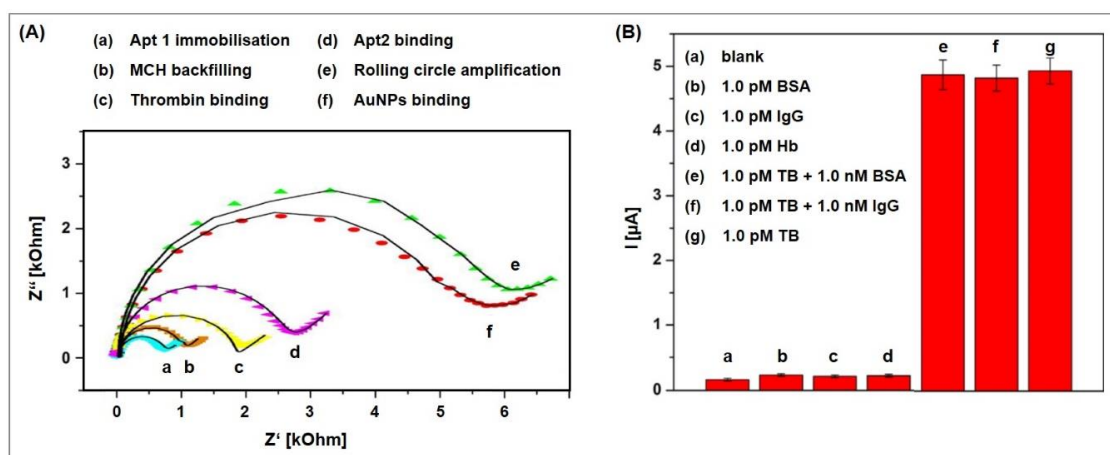 (A)
(a) Apt 1 immobilisation (d) Apt2 binding
(b) MCH backfilling (e) Rolling circle amplification
(c) Thrombin binding (f) AuNPs binding
3
2
1
0
Z‘‘ [kOhm]
a b c d e f
0 1 2 3 4 5 6
Z‘ [kOhm]
(B)
(a) blank
(b) 1.0 pM BSA
(c) 1.0 pM IgG
(d) 1.0 pM Hb
(e) 1.0 pM TB + 1.0 nM BSA
(f) 1.0 pM TB + 1.0 nM IgG
(g) 1.0 pM TB
5
4
3
2
1
0
I [µA]
a b c d e f g